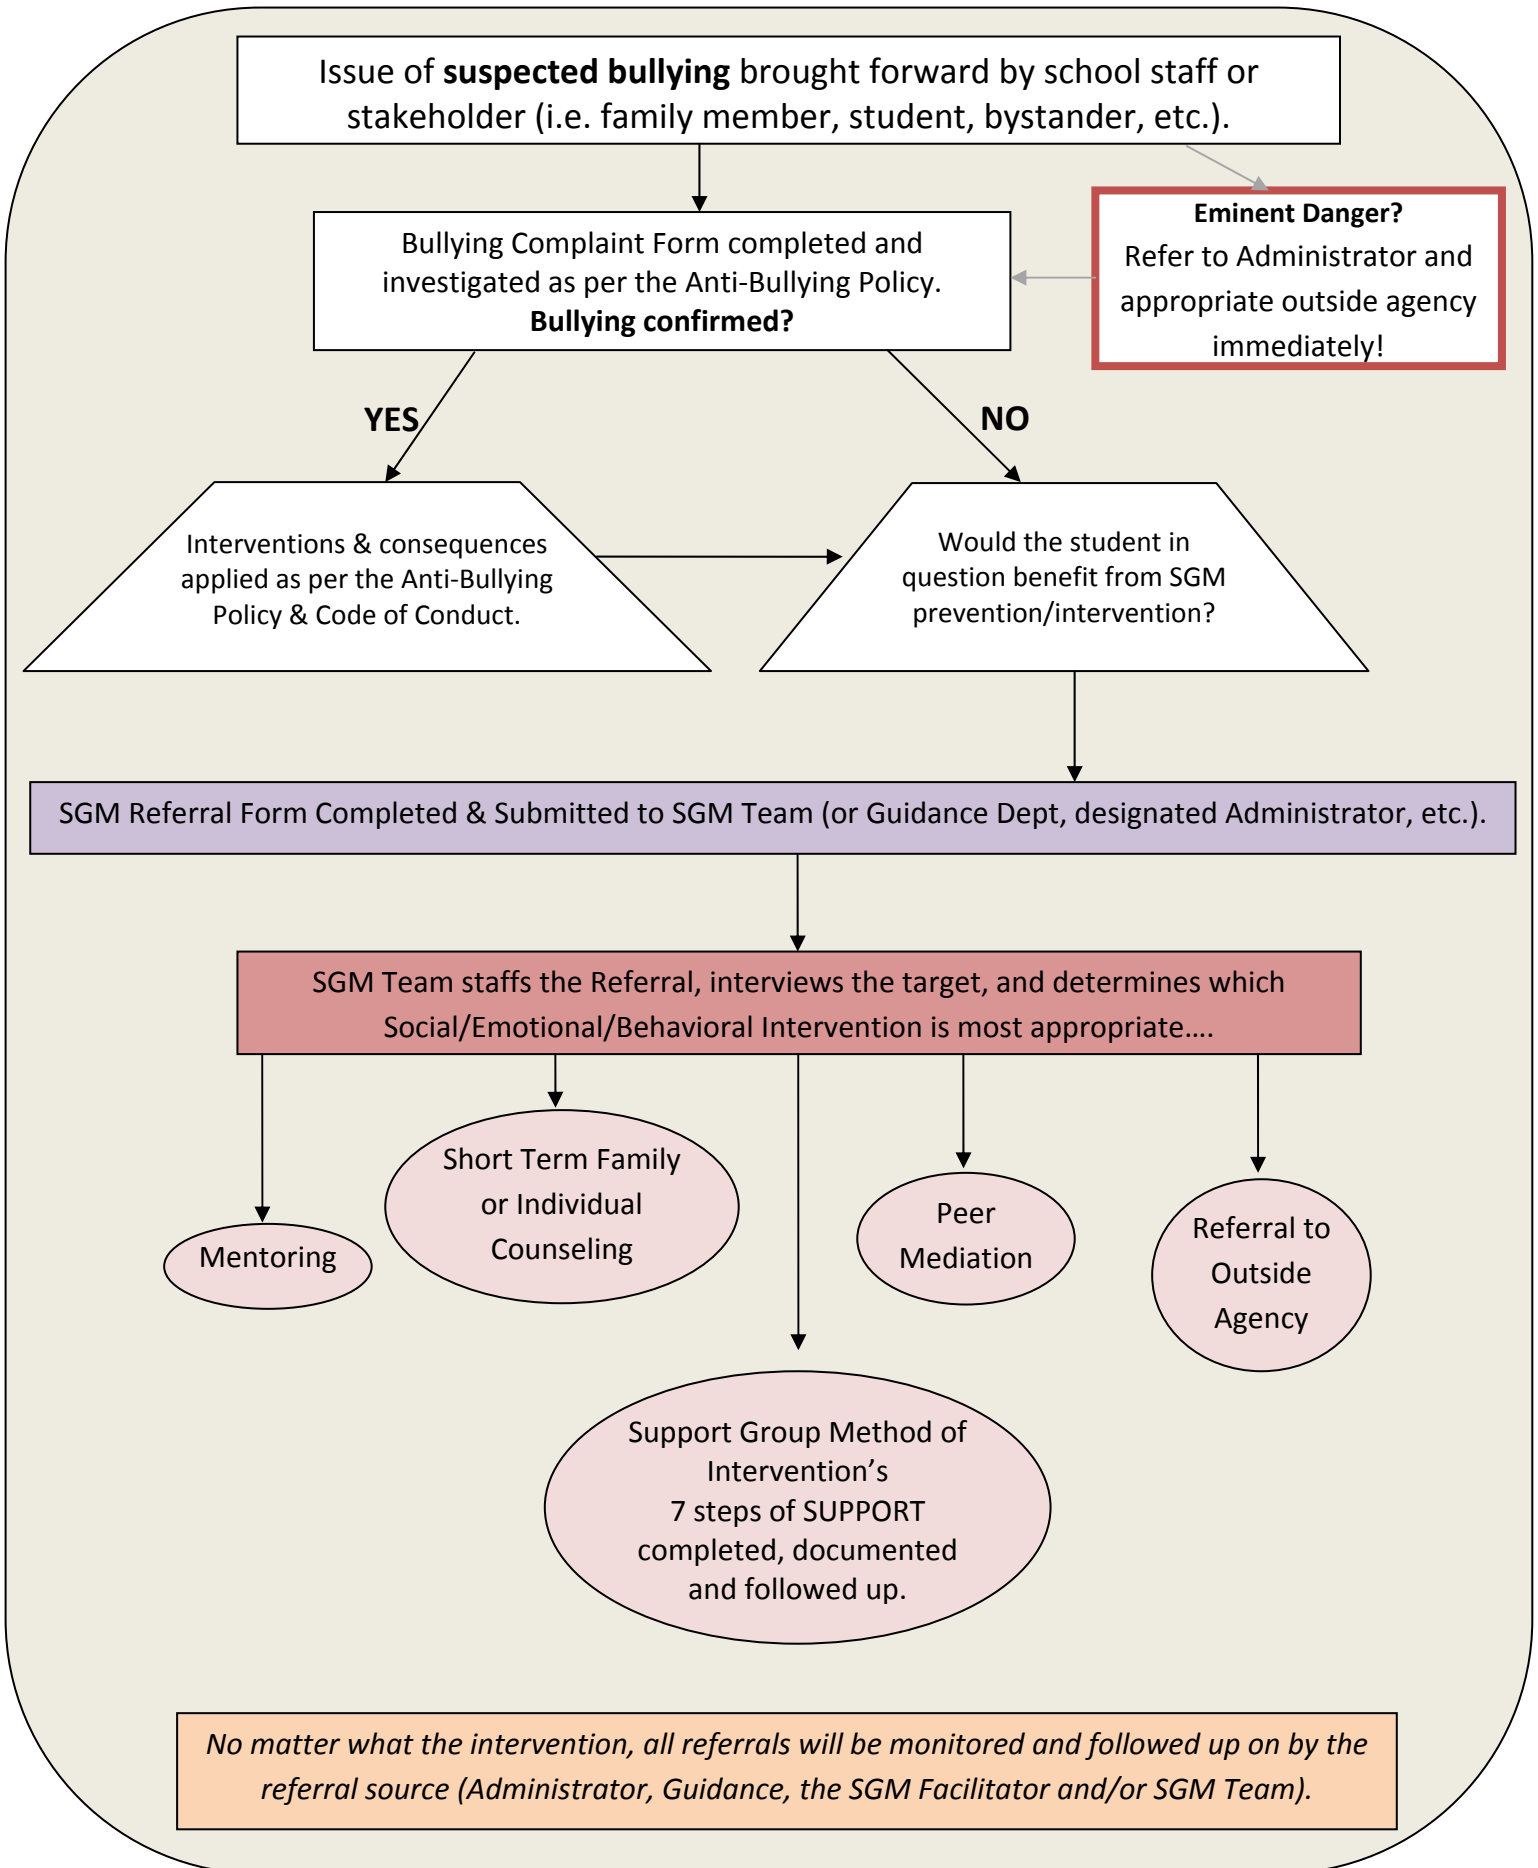 Issue of suspected bullying brought forward by school staff or
stakeholder (i.e. family member, student, bystander, etc.).
Eminent Danger?
Refer to Administrator and
appropriate outside agency
immediately!
Bullying Complaint Form completed and
investigated as per the Anti-Bullying Policy.
Bullying confirmed?
YES
NO
Interventions & consequences
applied as per the Anti-Bullying
Policy & Code of Conduct.
Would the student in
question benefit from SGM
prevention/intervention?
SGM Referral Form Completed & Submitted to SGM Team (or Guidance Dept, designated Administrator, etc.).
SGM Team staffs the Referral, interviews the target, and determines which
Social/Emotional/Behavioral Intervention is most appropriate….
Mentoring
Short Term Family
or Individual
Counseling
Peer
Mediation
Referral to
Outside
Agency
Support Group Method of
Intervention’s
7 steps of SUPPORT
completed, documented
and followed up.
No matter what the intervention, all referrals will be monitored and followed up on by the
referral source (Administrator, Guidance, the SGM Facilitator and/or SGM Team).